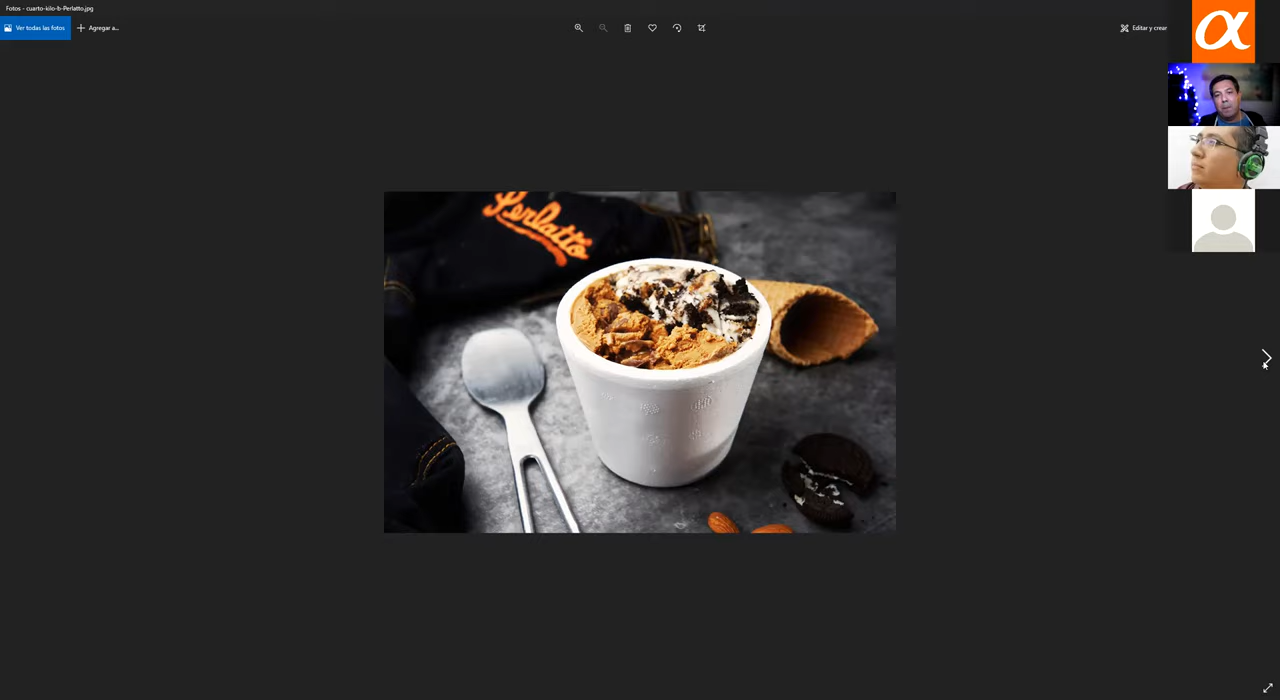 Fotos - cuarto-kilo-b-Perlatto.jpg
Ver todas las fotos
Agregar a...
Editar y crear
α
Perlatto